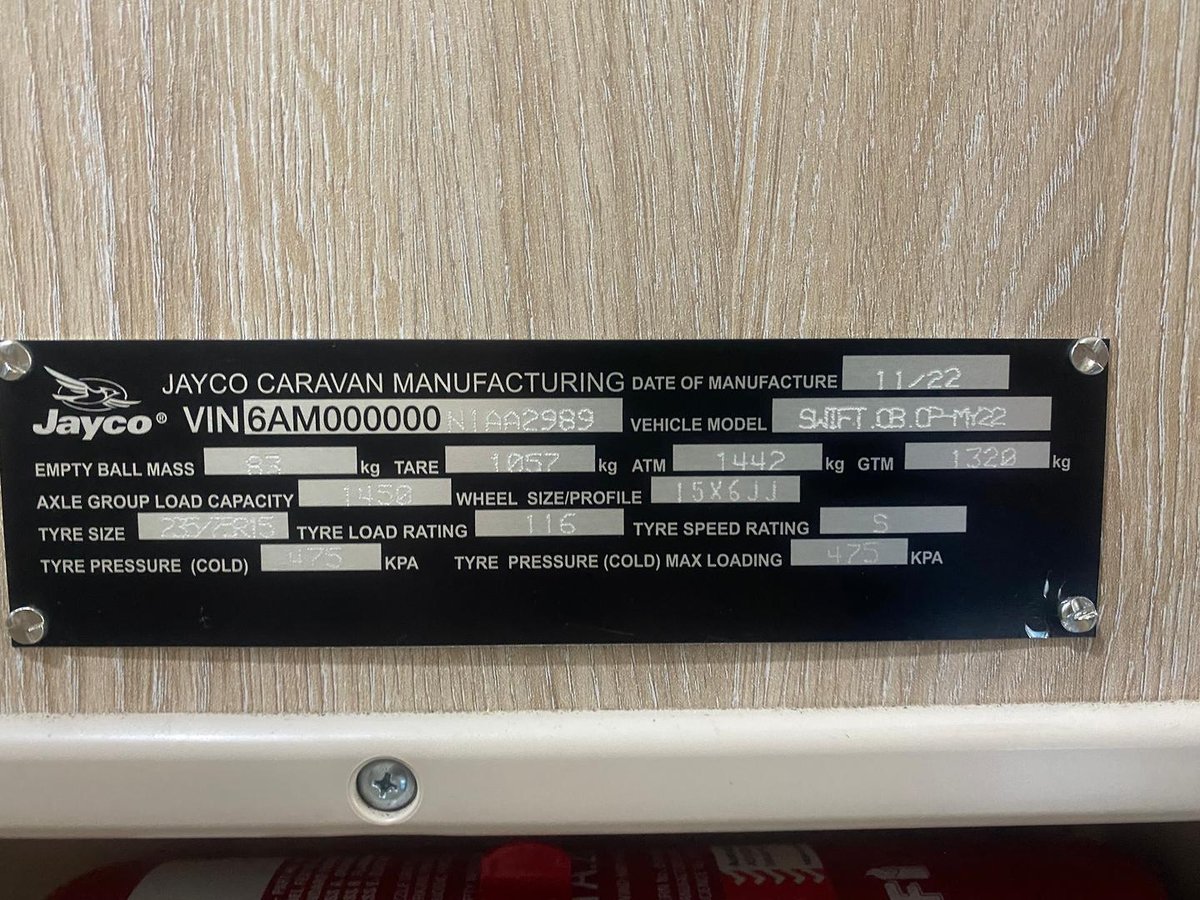 Jayco®
JAYCO CARAVAN MANUFACTURING DATE OF MANUFACTURE 11/22
VIN 6AM000000N1AA2989 VEHICLE MODEL SWIFT.OB.OP-MY22
EMPTY BALL MASS 83 kg TARE 1057 kg ATM 1442 kg GTM 1320 kg
AXLE GROUP LOAD CAPACITY 1450 WHEEL SIZE/PROFILE 15X6JJ
TYRE SIZE 235/75R15 TYRE LOAD RATING 116 TYRE SPEED RATING S
TYRE PRESSURE (COLD) 475 KPA TYRE PRESSURE (COLD) MAX LOADING 475 KPA